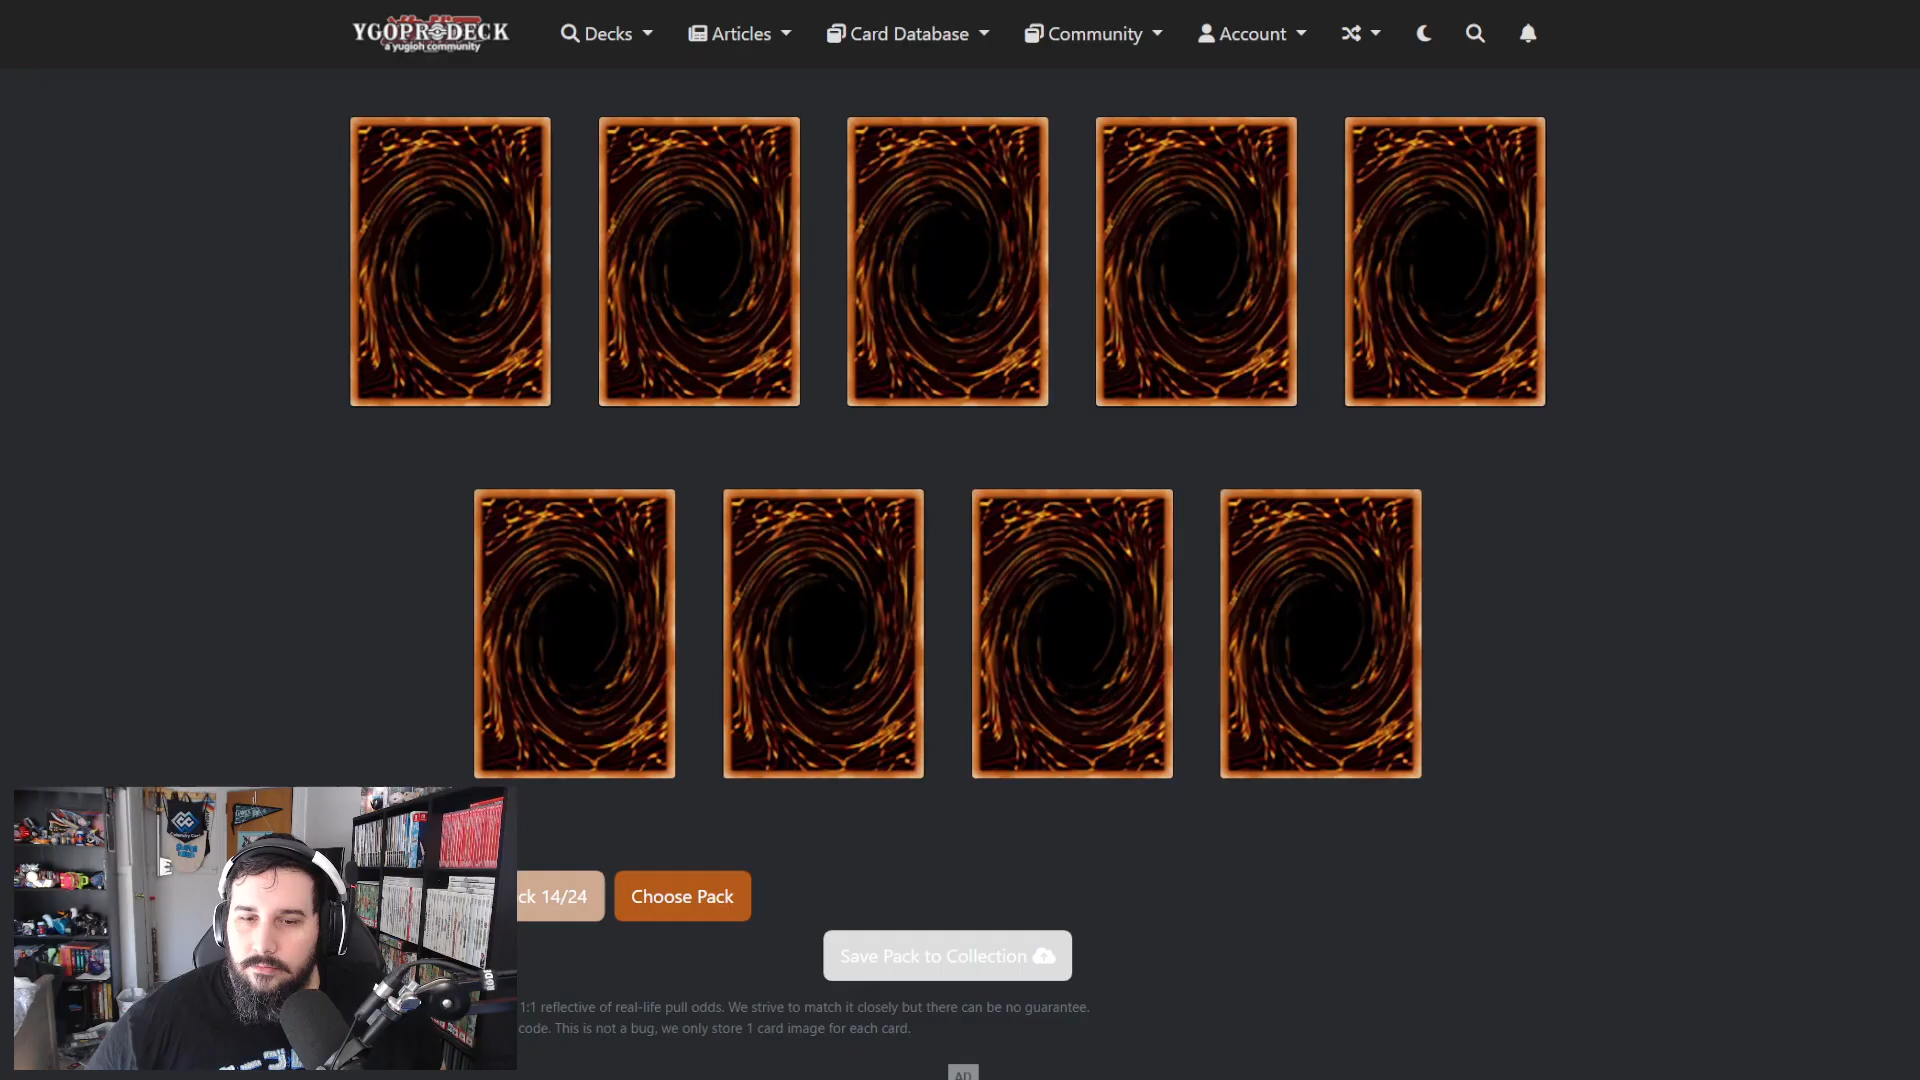 YGOPRODECK
a yugioh community
Decks
Articles
Card Database
Community
Account
ck 14/24
Choose Pack
Save Pack to Collection
1:1 reflective of real-life pull odds. We strive to match it closely but there can be no guarantee.
code. This is not a bug, we only store 1 card image for each card.
RODE
AD